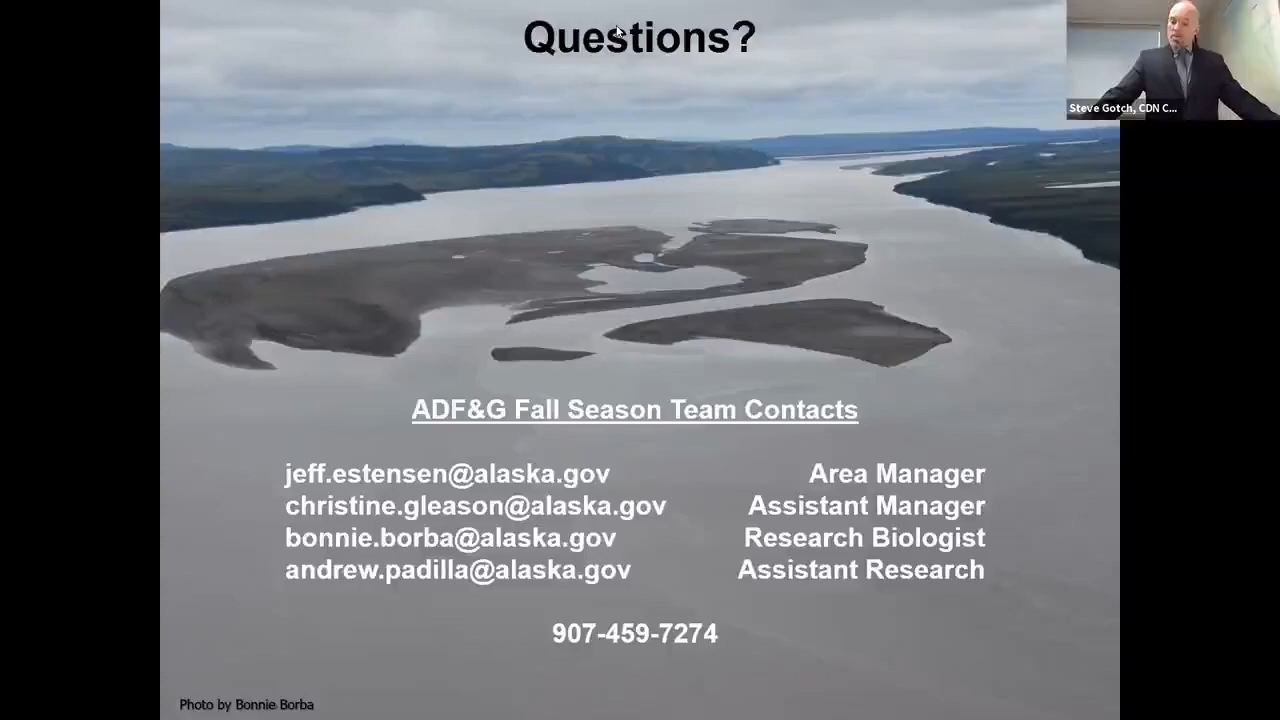 Questions?
Steve Gotch, CDN C...
ADF&G Fall Season Team Contacts
jeff.estensen@alaska.gov Area Manager
christine.gleason@alaska.gov Assistant Manager
bonnie.borba@alaska.gov Research Biologist
andrew.padilla@alaska.gov Assistant Research
907-459-7274
Photo by Bonnie Borba